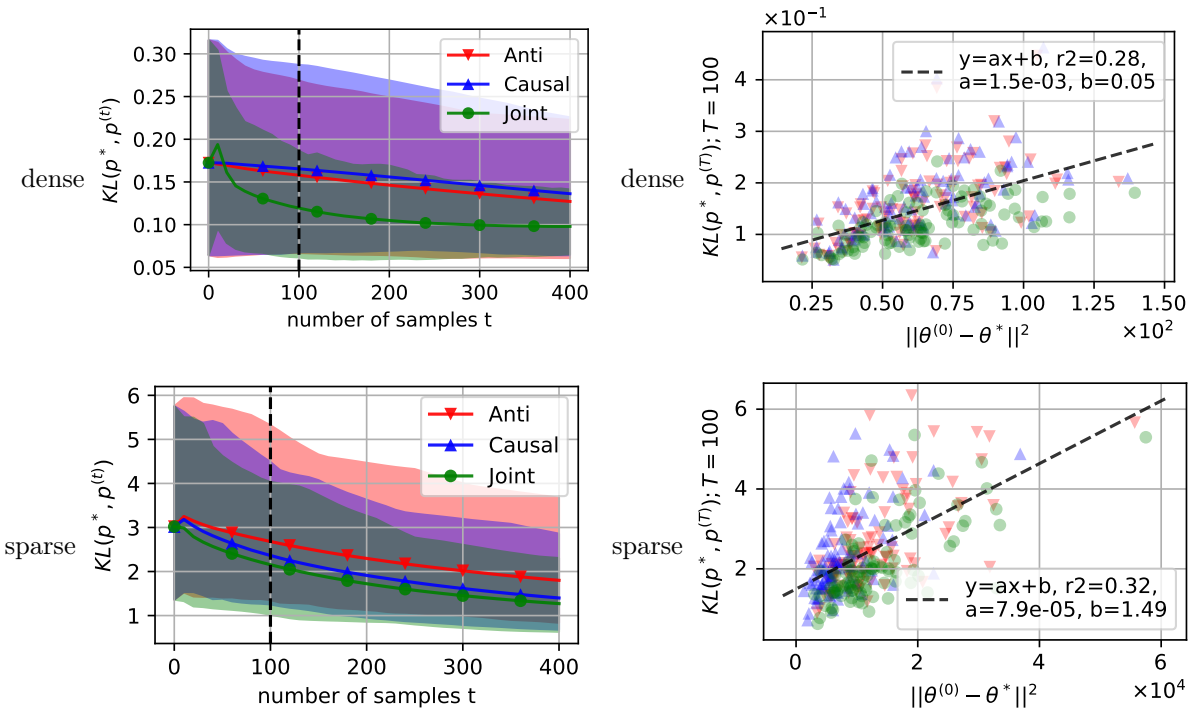 dense
KL(p*, p^(t))
0.30
0.25
0.20
0.15
0.10
0.05
0
100
200
300
400
number of samples t
Anti
Causal
Joint
dense
KL(p*, p^(T)); T = 100
×10^−1
4
3
2
1
0.25
0.50
0.75
1.00
1.25
1.50
×10^2
||θ^(0) − θ*||^2
y=ax+b, r2=0.28,
a=1.5e-03, b=0.05
sparse
KL(p*, p^(t))
6
5
4
3
2
1
0
100
200
300
400
number of samples t
Anti
Causal
Joint
sparse
KL(p*, p^(T)); T = 100
6
4
2
0
2
4
6
×10^4
||θ^(0) − θ*||^2
y=ax+b, r2=0.32,
a=7.9e-05, b=1.49